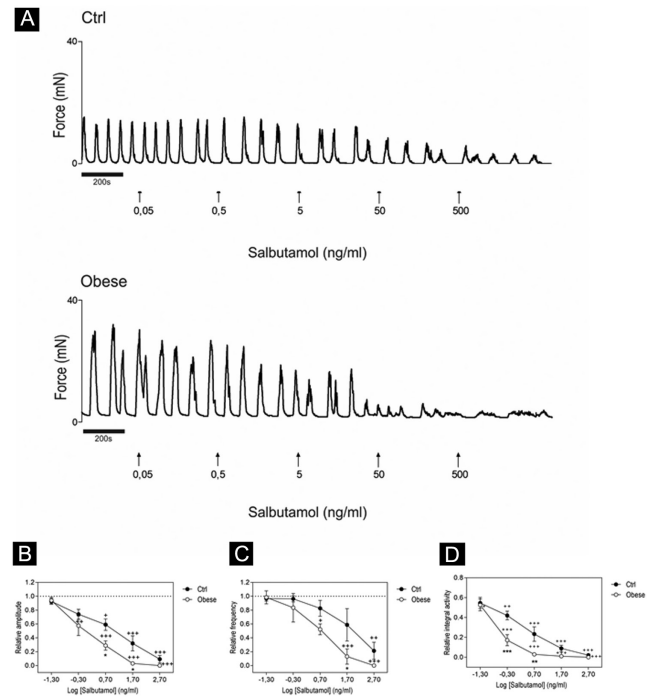 A
Ctrl
40
Force (mN)
0
200s
0,05 0,5 5 50 500
Salbutamol (ng/ml)
Obese
40
Force (mN)
0
200s
0,05 0,5 5 50 500
Salbutamol (ng/ml)
B
Relative amplitude
1.2
1.0
0.8
0.6
0.4
0.2
0.0
-1,30 -0,30 0,70 1,70 2,70
Log [Salbutamol] (ng/ml)
Ctrl
Obese
C
Relative frequency
1.2
1.0
0.8
0.6
0.4
0.2
0.0
-1,30 -0,30 0,70 1,70 2,70
Log [Salbutamol] (ng/ml)
Ctrl
Obese
D
Relative integral activity
0.8
0.6
0.4
0.2
0.0
-1,30 -0,30 0,70 1,70 2,70
Log [Salbutamol] (ng/ml)
Ctrl
Obese